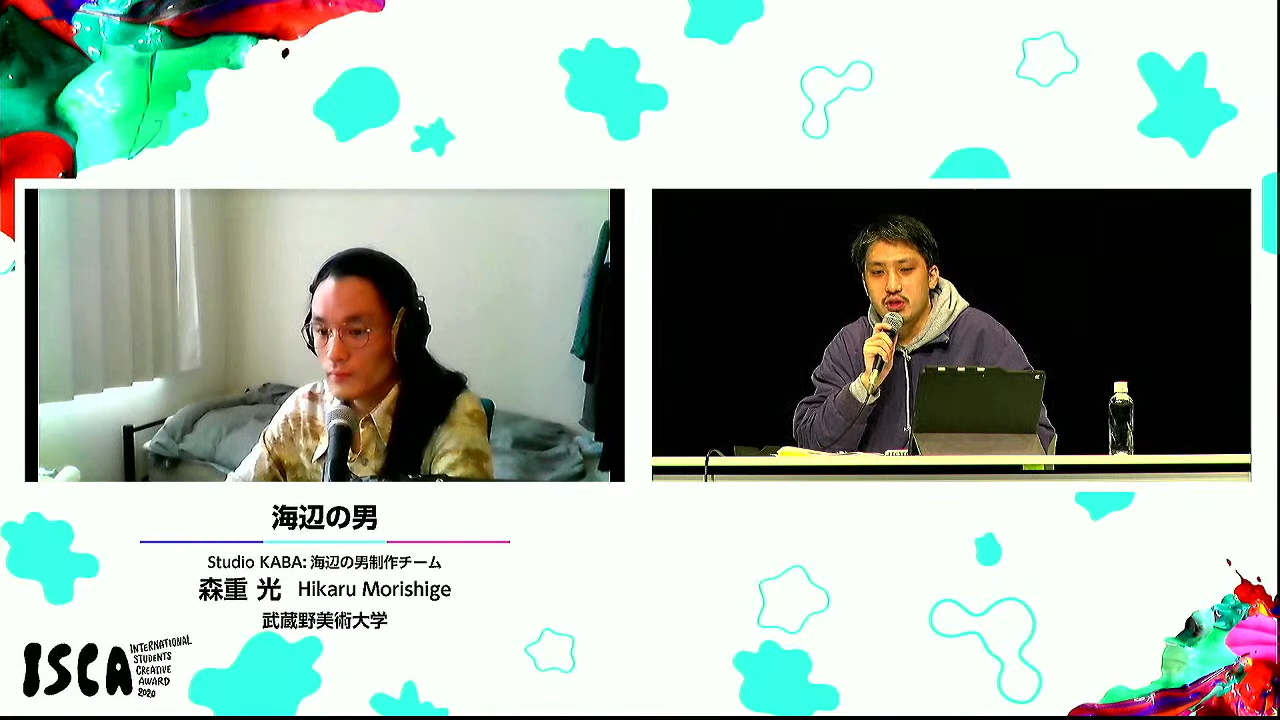 海辺の男
Studio KABA: 海辺の男制作チーム
森重 光 Hikaru Morishige
武蔵野美術大学
ISCA
INTERNATIONAL
STUDENTS
CREATIVE
AWARD
2020